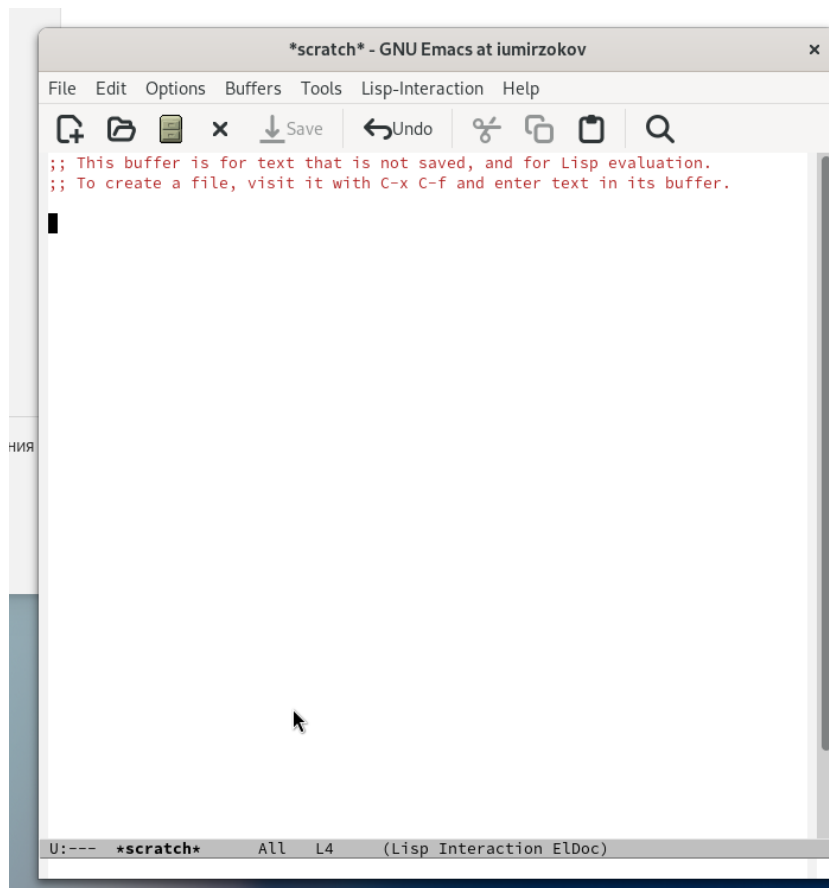 *scratch* - GNU Emacs at iumirzokov
File Edit Options Buffers Tools Lisp-Interaction Help
Save Undo
;; This buffer is for text that is not saved, and for Lisp evaluation.
;; To create a file, visit it with C-x C-f and enter text in its buffer.
ния
U:--- *scratch* All L4 (Lisp Interaction ElDoc)